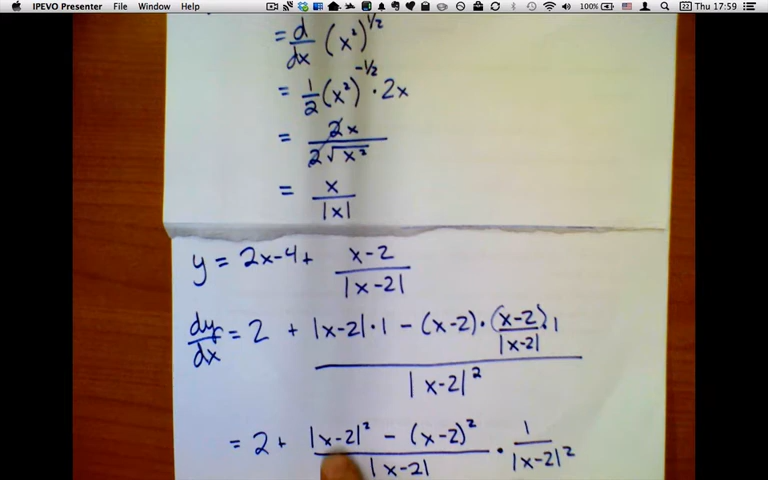 IPEVO Presenter File Window Help 100% 22 Thu 17:59
= d/dx (x²)^1/2
= 1/2 (x²)^-1/2 · 2x
= 2x / 2√x²
= x / |x|
y = 2x-4 + x-2 / |x-2|
dy/dx = 2 + |x-2|·1 - (x-2)·(x-2 / |x-2|)·1 / |x-2|²
= 2 + |x-2|² - (x-2)² / |x-2| · 1 / |x-2|²